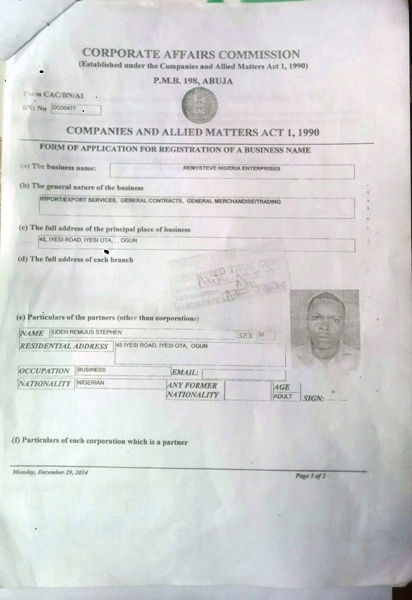 CORPORATE AFFAIRS COMMISSION
(Established under the Companies and Allied Matters Act 1, 1990)
P.M.B. 198, ABUJA
Form CAC/BN/A1
BN: No OG30477
CAC
COMPANIES AND ALLIED MATTERS ACT 1, 1990
FORM OF APPLICATION FOR REGISTRATION OF A BUSINESS NAME
(a) The business name: REMYSTEVE NIGERIA ENTERPRISES
(b) The general nature of the business
IMPORT/EXPORT SERVICES, GENERAL CONTRACTS, GENERAL MERCHANDISE/TRADING
(c) The full address of the principal place of business
45, IYESI ROAD, IYESI OTA, , , OGUN
(d) The full address of each branch
(e) Particulars of the partners (other than corporations)
NAME UDEH REMIJUS STEPHEN SEX M
RESIDENTIAL ADDRESS 45 IYESI ROAD, IYESI OTA, OGUN
OCCUPATION BUSINESS EMAIL:
NATIONALITY NIGERIAN ANY FORMER NATIONALITY AGE ADULT SIGN:
(f) Particulars of each corporation which is a partner
Monday, December 29, 2014 Page 1 of 2